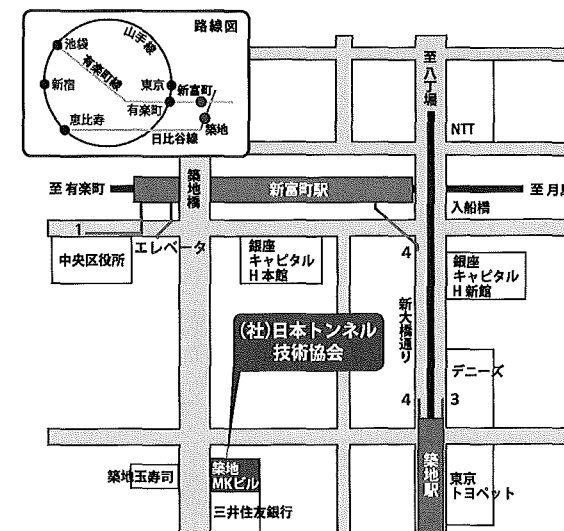 路線図
山手線
池袋
有楽町線
新宿
東京
新富町
有楽町
恵比寿
築地
日比谷線
至八丁堀
NTT
至 有楽町
築地橋
新富町駅
入船橋
1
エレベータ
中央区役所
銀座
キャピタル
H 本館
4
銀座
キャピタル
H 新館
新大橋通り
(社)日本トンネル
技術協会
デニーズ
4
3
築地玉寿司
築地
MKビル
三井住友銀行
築地駅
東京
トヨペット